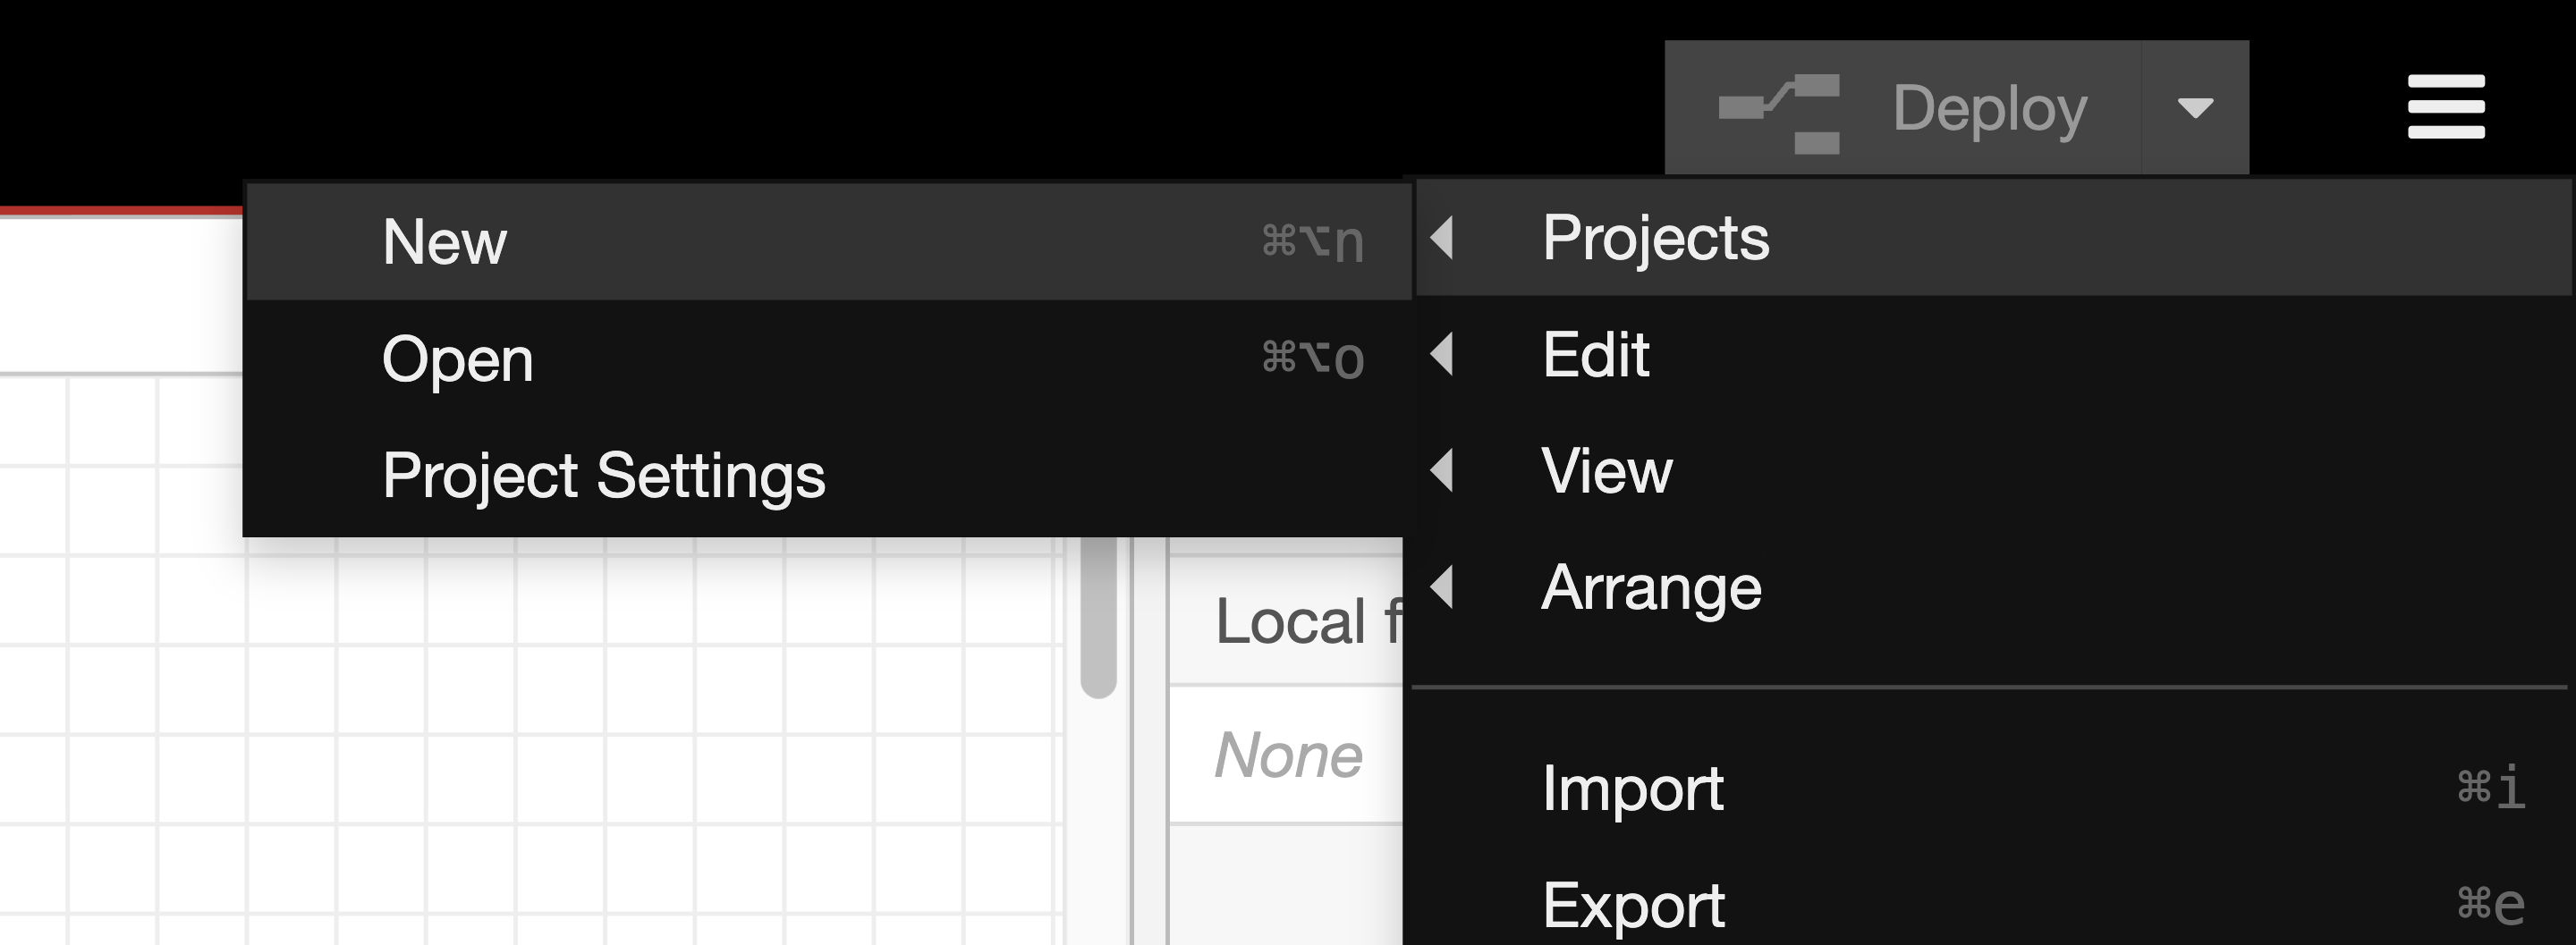 Deploy
New ⌘⌥n
Open ⌘⌥o
Project Settings
Projects
Edit
View
Arrange
Local f
None
Import ⌘i
Export ⌘e